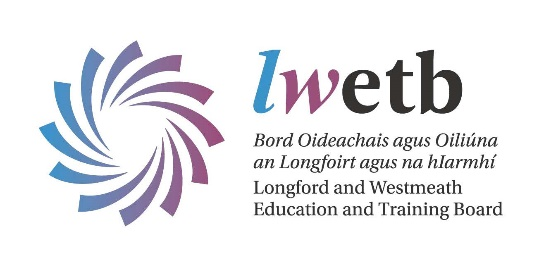 lwetb
Bord Oideachais agus Oiliúna
an Longfoirt agus na hIarmhí
Longford and Westmeath
Education and Training Board